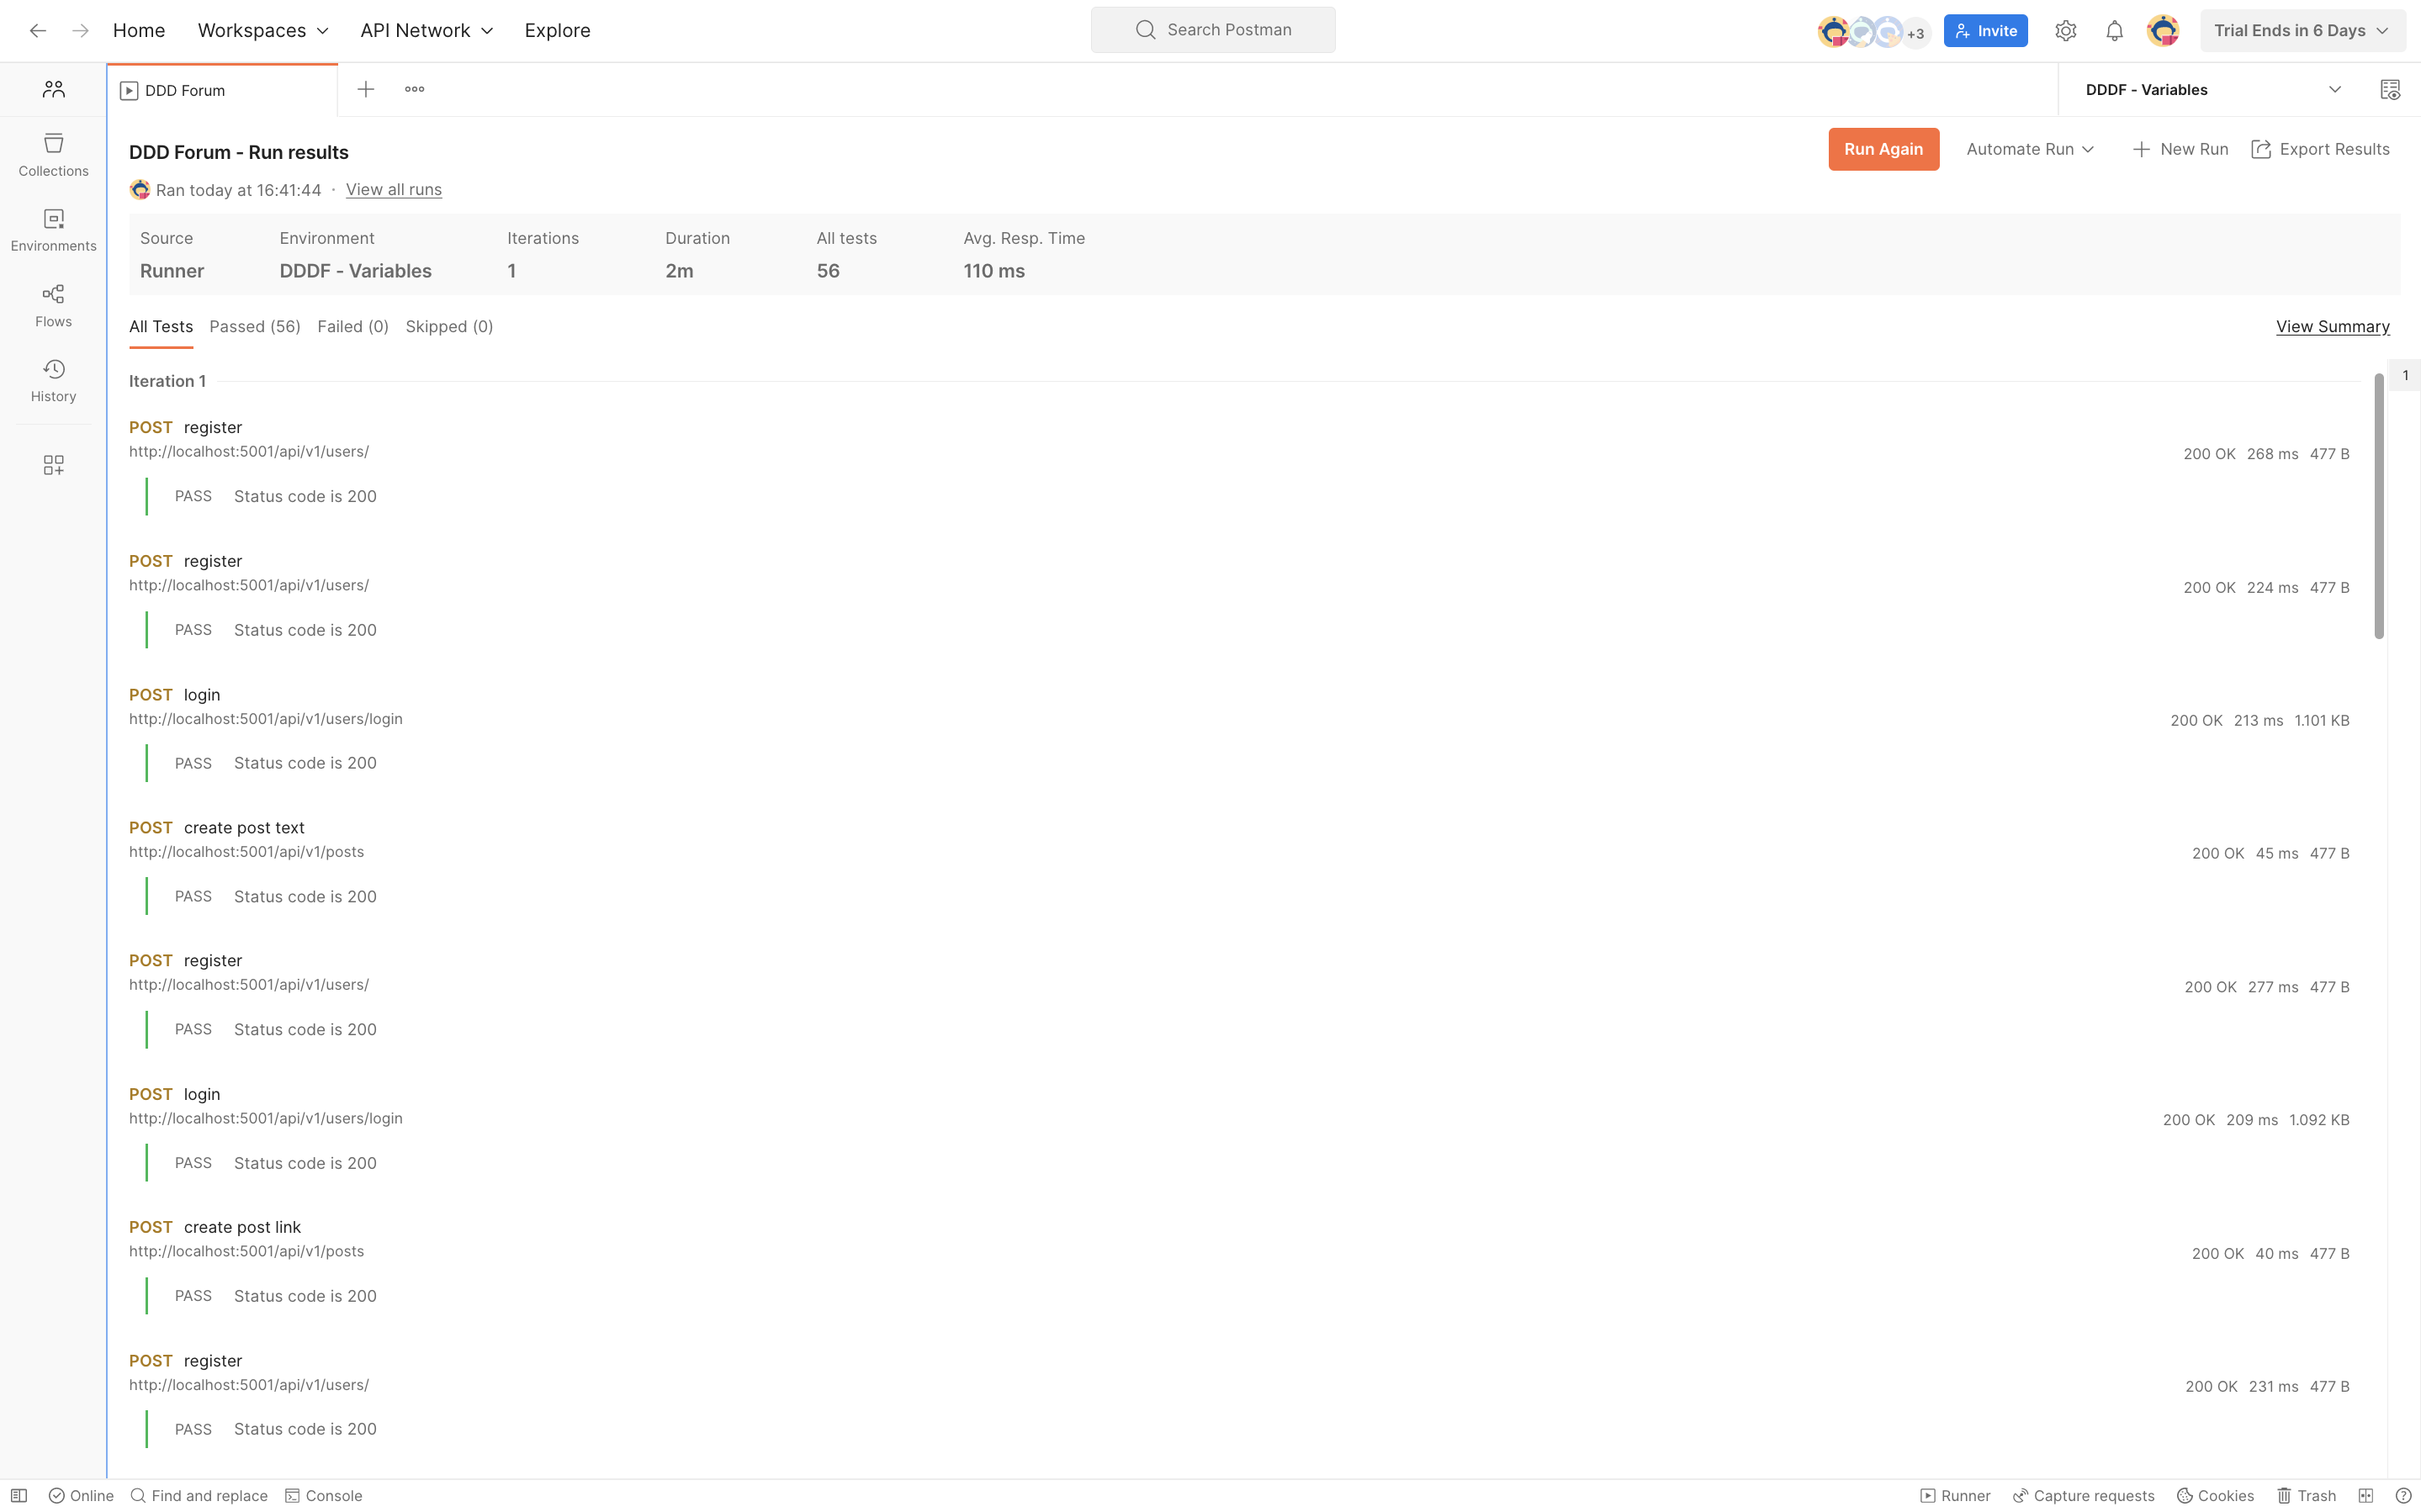 Home Workspaces API Network Explore Search Postman +3 Invite Trial Ends in 6 Days
DDD Forum DDDF - Variables
Collections
Environments
Flows
History
DDD Forum - Run results Run Again Automate Run New Run Export Results
Ran today at 16:41:44 · View all runs
Source Environment Iterations Duration All tests Avg. Resp. Time
Runner DDDF - Variables 1 2m 56 110 ms
All Tests Passed (56) Failed (0) Skipped (0) View Summary
Iteration 1 1
POST register
http://localhost:5001/api/v1/users/ 200 OK 268 ms 477 B
PASS Status code is 200
POST register
http://localhost:5001/api/v1/users/ 200 OK 224 ms 477 B
PASS Status code is 200
POST login
http://localhost:5001/api/v1/users/login 200 OK 213 ms 1.101 KB
PASS Status code is 200
POST create post text
http://localhost:5001/api/v1/posts 200 OK 45 ms 477 B
PASS Status code is 200
POST register
http://localhost:5001/api/v1/users/ 200 OK 277 ms 477 B
PASS Status code is 200
POST login
http://localhost:5001/api/v1/users/login 200 OK 209 ms 1.092 KB
PASS Status code is 200
POST create post link
http://localhost:5001/api/v1/posts 200 OK 40 ms 477 B
PASS Status code is 200
POST register
http://localhost:5001/api/v1/users/ 200 OK 231 ms 477 B
PASS Status code is 200
Online Find and replace Console Runner Capture requests Cookies Trash